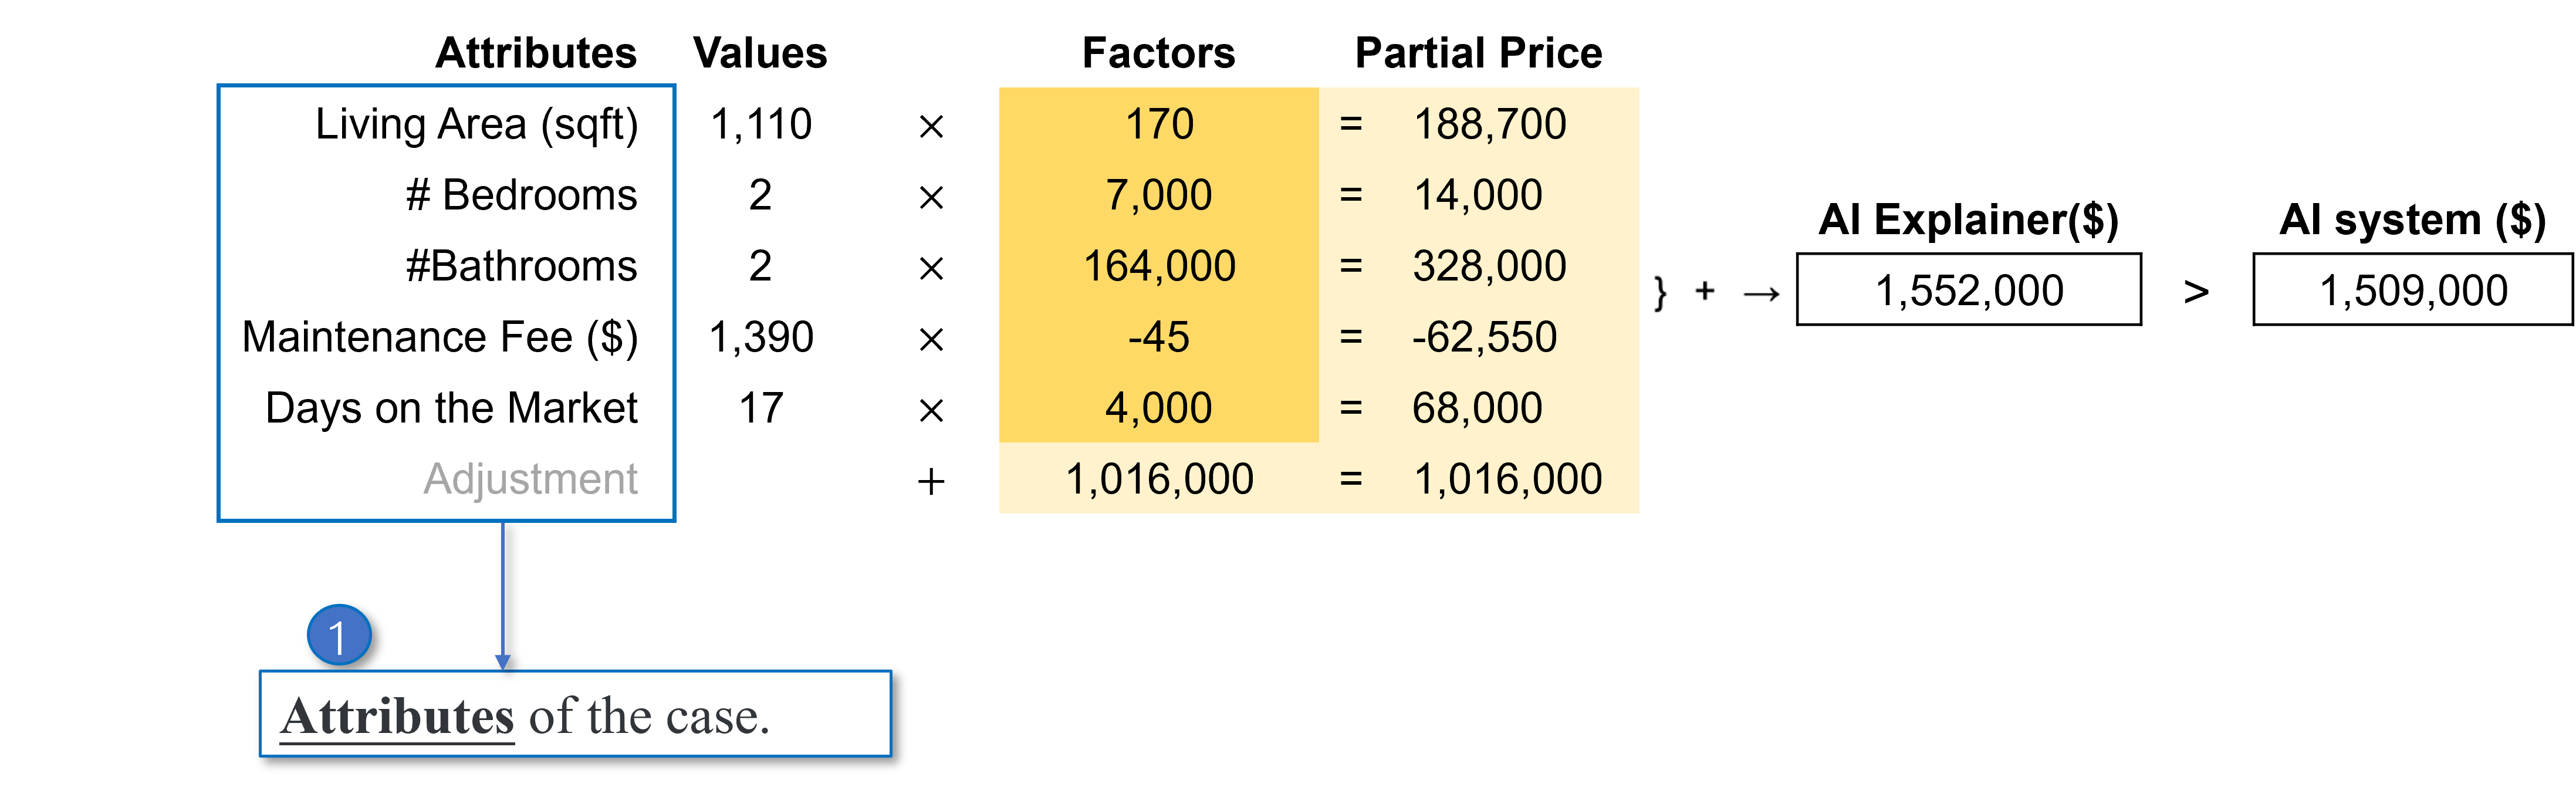 Attributes Values Factors Partial Price
Living Area (sqft) 1,110 × 170 = 188,700
# Bedrooms 2 × 7,000 = 14,000
AI Explainer($) AI system ($)
#Bathrooms 2 × 164,000 = 328,000
} + → 1,552,000 > 1,509,000
Maintenance Fee ($) 1,390 × -45 = -62,550
Days on the Market 17 × 4,000 = 68,000
Adjustment + 1,016,000 = 1,016,000
1
Attributes of the case.